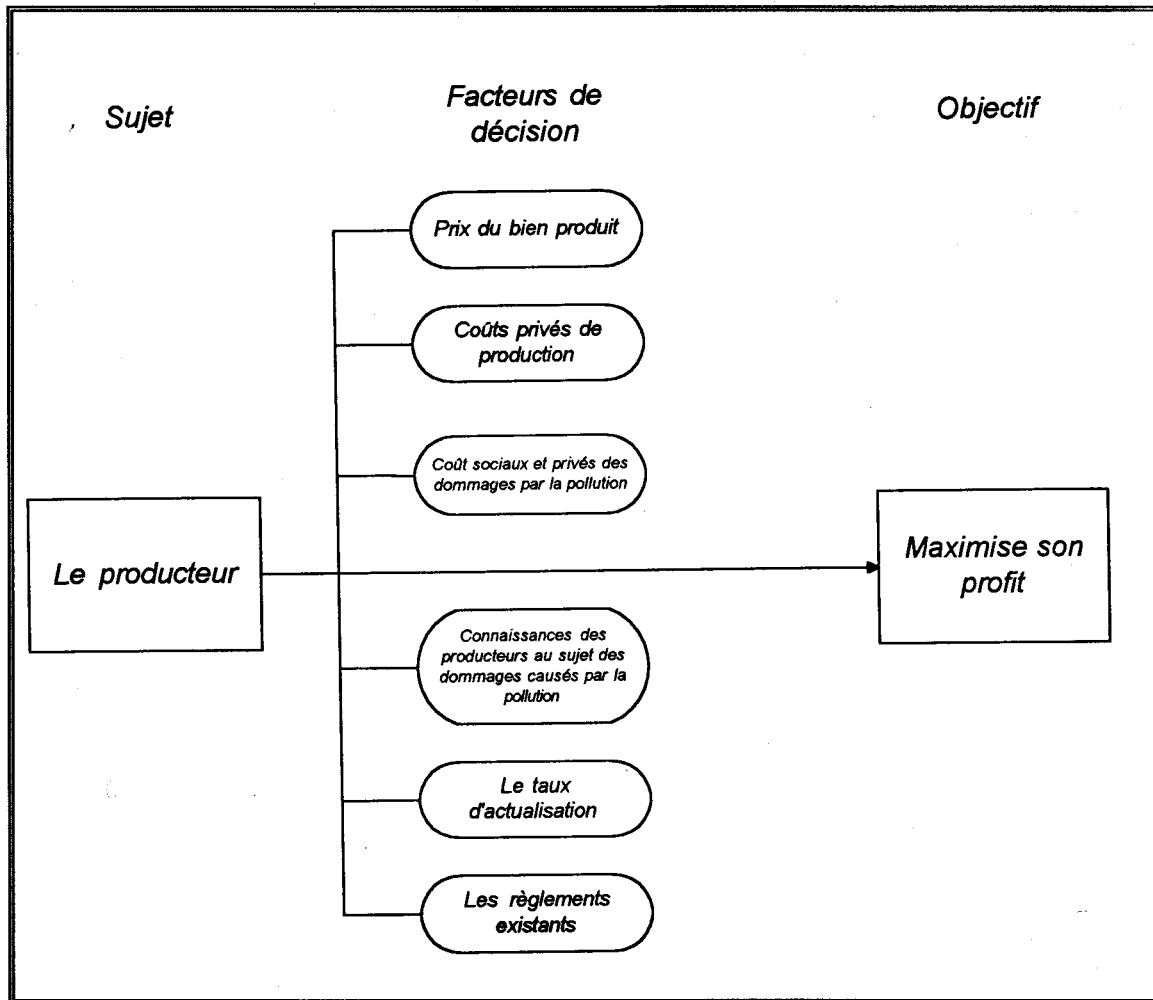 Sujet
Facteurs de
décision
Objectif
Prix du bien produit
Coûts privés de
production
Coût sociaux et privés des
dommages par la pollution
Le producteur
Maximise son
profit
Connaissances des
producteurs au sujet des
dommages causés par la
pollution
Le taux
d'actualisation
Les règlements
existants